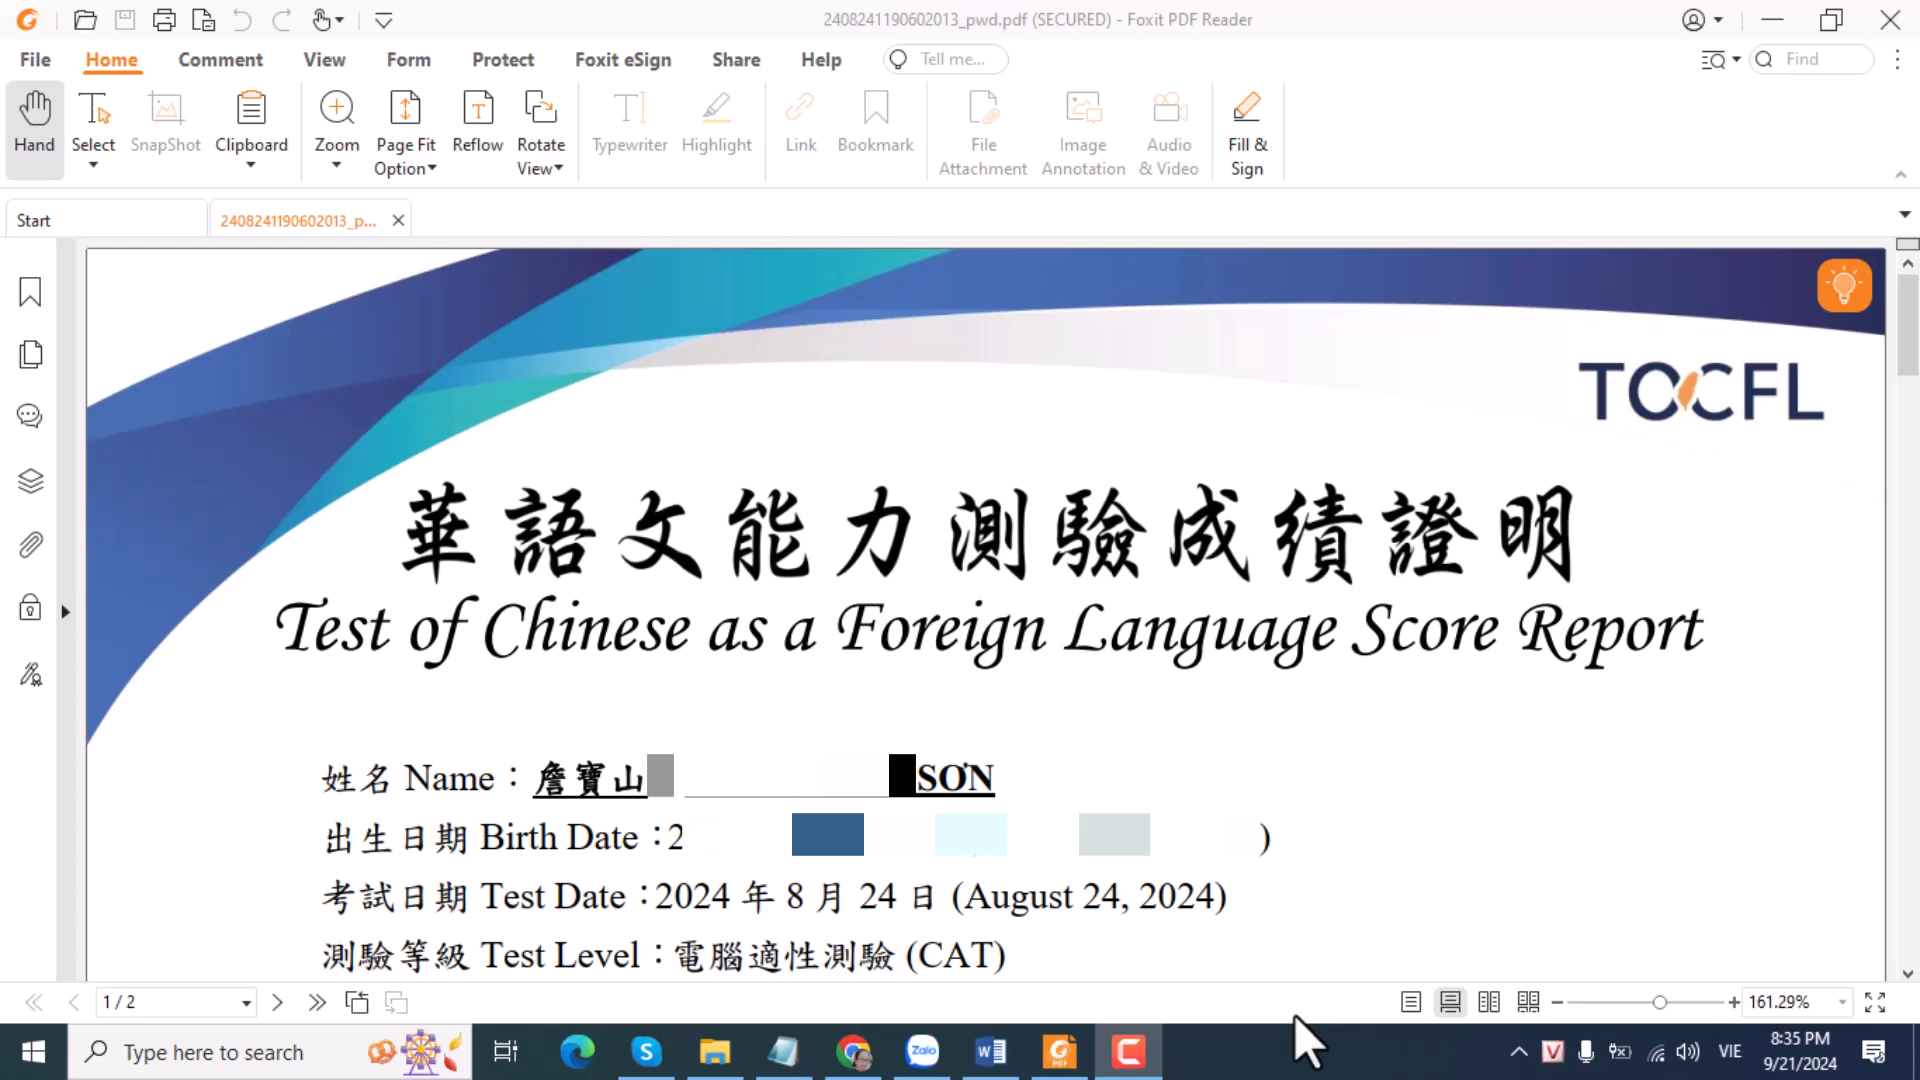 2408241190602013_pwd.pdf (SECURED) - Foxit PDF Reader
File Home Comment View Form Protect Foxit eSign Share Help Tell me... Find
Hand Select SnapShot Clipboard Zoom Page Fit Option Reflow Rotate View Typewriter Highlight Link Bookmark File Attachment Image Annotation Audio & Video Fill & Sign
Start 2408241190602013_p...
TOCFL
華語文能力測驗成績證明
Test of Chinese as a Foreign Language Score Report
姓名 Name：詹寶山 SƠN
出生日期 Birth Date：2 )
考試日期 Test Date：2024 年 8 月 24 日 (August 24, 2024)
測驗等級 Test Level：電腦適性測驗 (CAT)
1 / 2 161.29%
Type here to search Zalo VIE 8:35 PM
9/21/2024